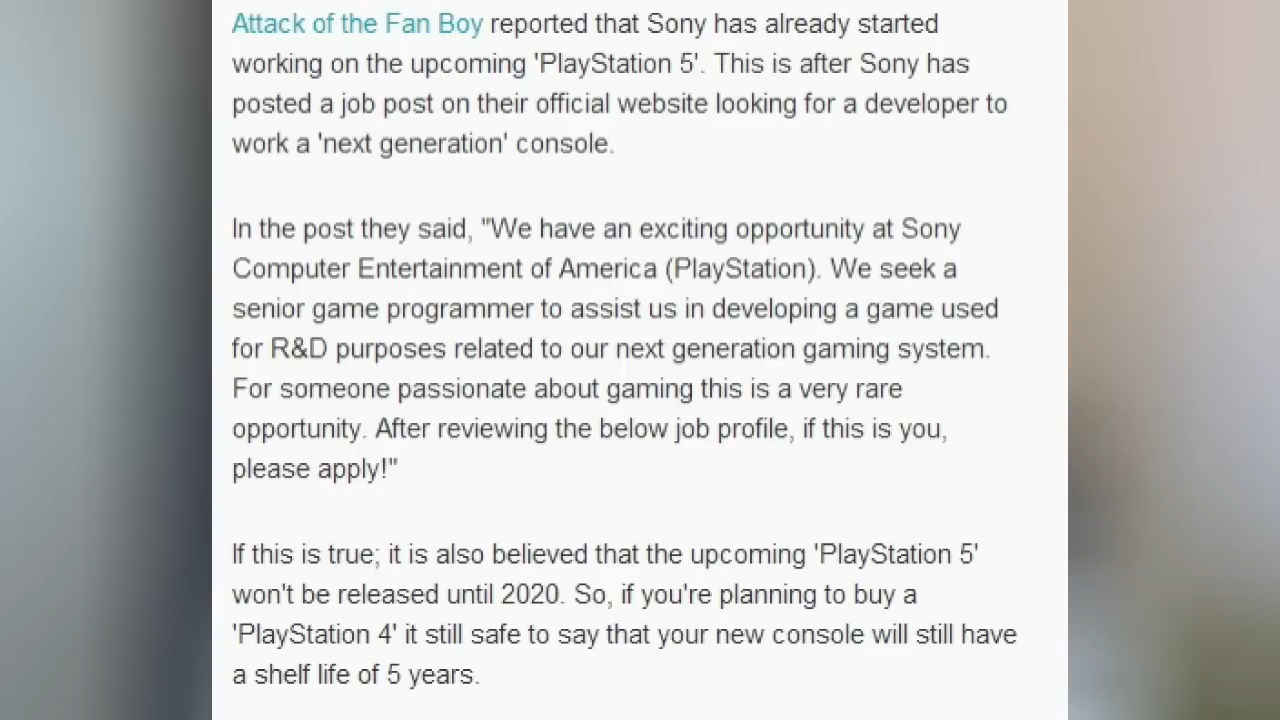 Attack of the Fan Boy reported that Sony has already started
working on the upcoming 'PlayStation 5'. This is after Sony has
posted a job post on their official website looking for a developer to
work a 'next generation' console.
In the post they said, "We have an exciting opportunity at Sony
Computer Entertainment of America (PlayStation). We seek a
senior game programmer to assist us in developing a game used
for R&D purposes related to our next generation gaming system.
For someone passionate about gaming this is a very rare
opportunity. After reviewing the below job profile, if this is you,
please apply!"
If this is true; it is also believed that the upcoming 'PlayStation 5'
won't be released until 2020. So, if you're planning to buy a
'PlayStation 4' it still safe to say that your new console will still have
a shelf life of 5 years.